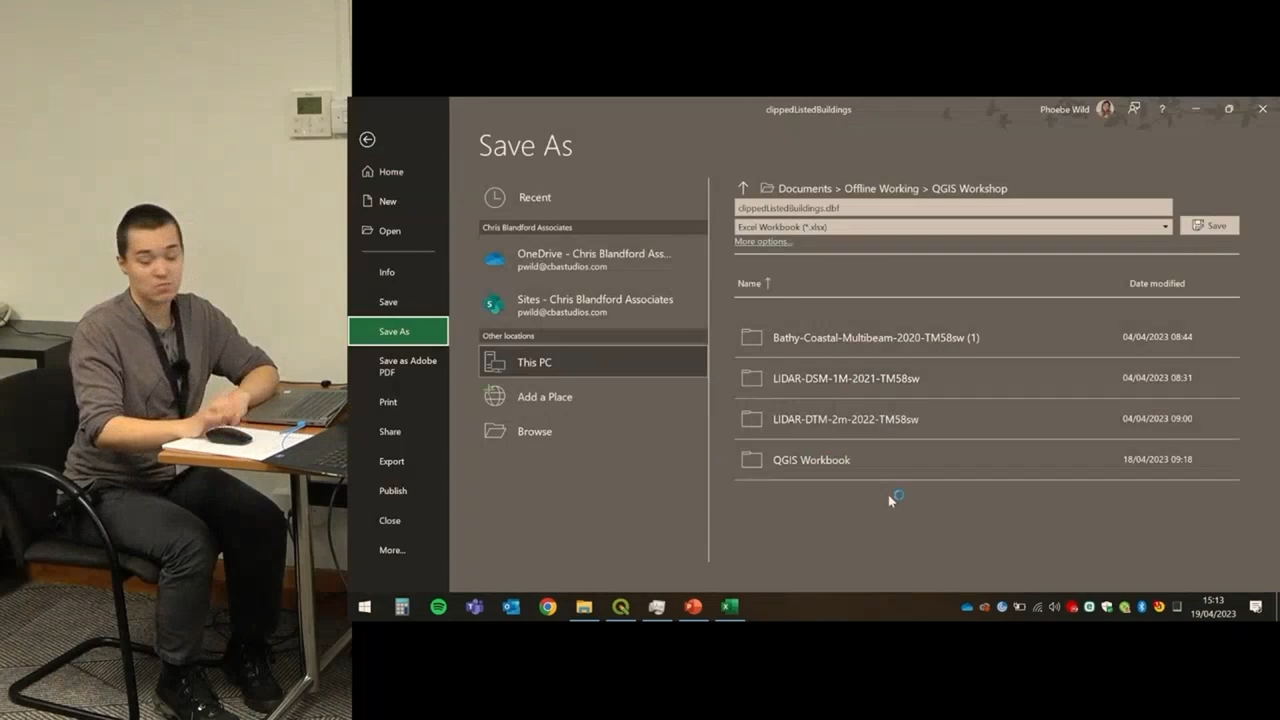 clippedListedBuildings
Phoebe Wild
?
Save As
Home
New
Open
Info
Save
Save As
Save as Adobe
PDF
Print
Share
Export
Publish
Close
More...
Recent
Chris Blandford Associates
OneDrive - Chris Blandford Ass...
pwild@cbastudios.com
Sites - Chris Blandford Associates
pwild@cbastudios.com
Other locations
This PC
Add a Place
Browse
Documents > Offline Working > QGIS Workshop
clippedListedBuildings.dbf
Excel Workbook (*.xlsx)
Save
More options...
Name Date modified
Bathy-Coastal-Multibeam-2020-TM58sw (1) 04/04/2023 08:44
LIDAR-DSM-1M-2021-TM58sw 04/04/2023 08:31
LIDAR-DTM-2m-2022-TM58sw 04/04/2023 09:00
QGIS Workbook 18/04/2023 09:18
15:13
19/04/2023